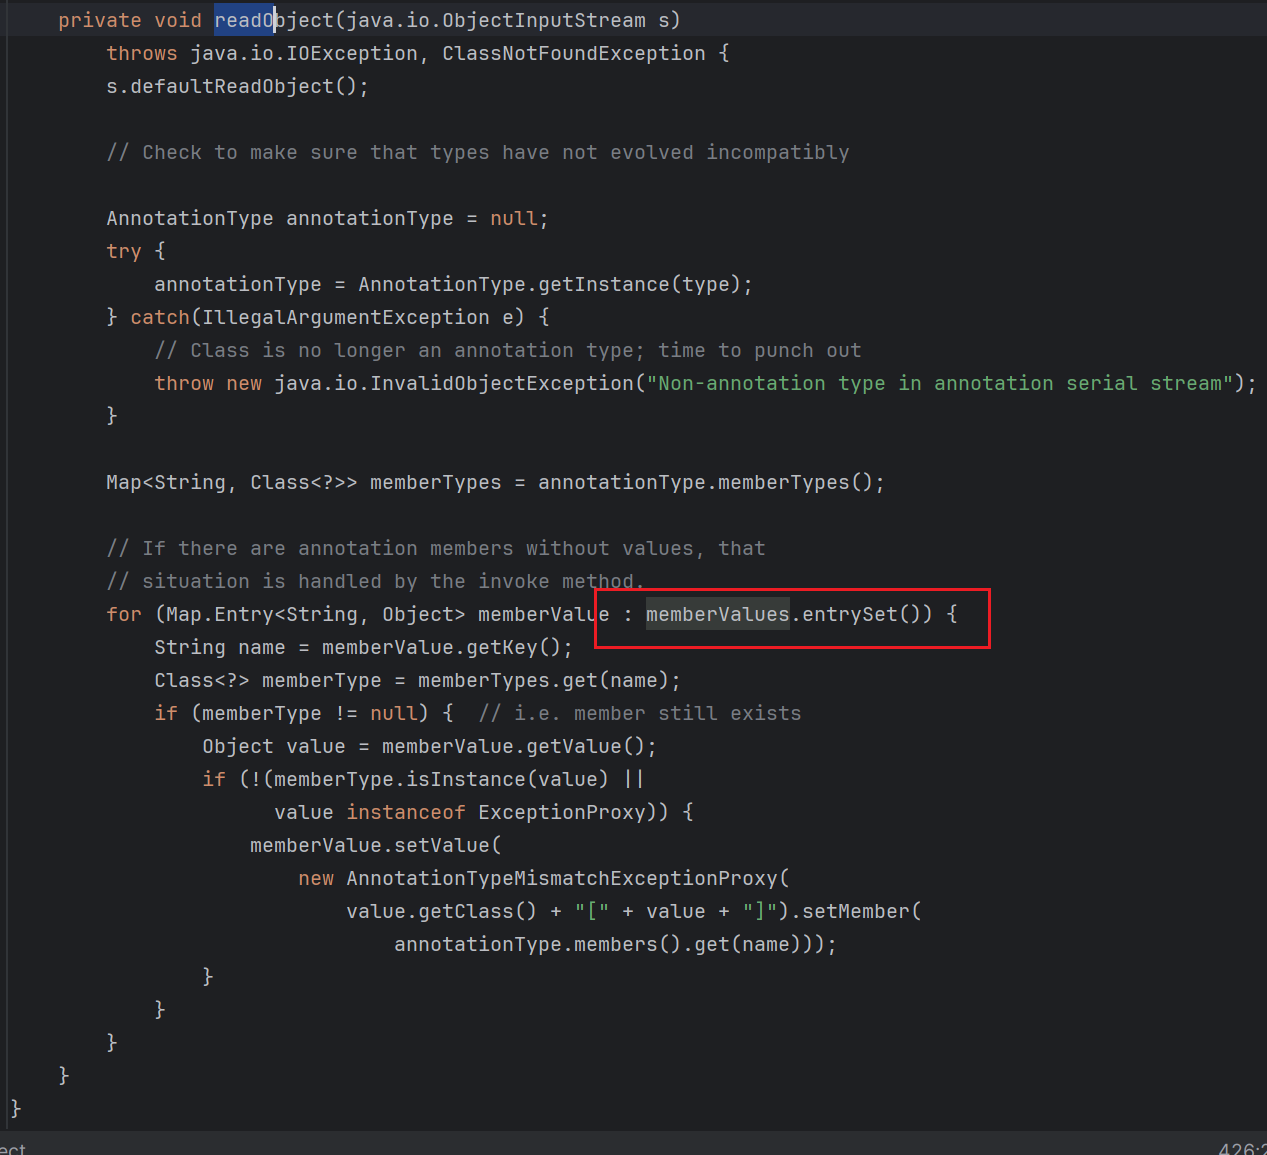 private void readObject(java.io.ObjectInputStream s)
throws java.io.IOException, ClassNotFoundException {
s.defaultReadObject();
// Check to make sure that types have not evolved incompatibly
AnnotationType annotationType = null;
try {
annotationType = AnnotationType.getInstance(type);
} catch(IllegalArgumentException e) {
// Class is no longer an annotation type; time to punch out
throw new java.io.InvalidObjectException("Non-annotation type in annotation serial stream");
}
Map<String, Class<?>> memberTypes = annotationType.memberTypes();
// If there are annotation members without values, that
// situation is handled by the invoke method.
for (Map.Entry<String, Object> memberValue : memberValues.entrySet()) {
String name = memberValue.getKey();
Class<?> memberType = memberTypes.get(name);
if (memberType != null) {  // i.e. member still exists
Object value = memberValue.getValue();
if (!(memberType.isInstance(value) ||
value instanceof ExceptionProxy)) {
memberValue.setValue(
new AnnotationTypeMismatchExceptionProxy(
value.getClass() + "[" + value + "]").setMember(
annotationType.members().get(name)));
}
}
}
}
}